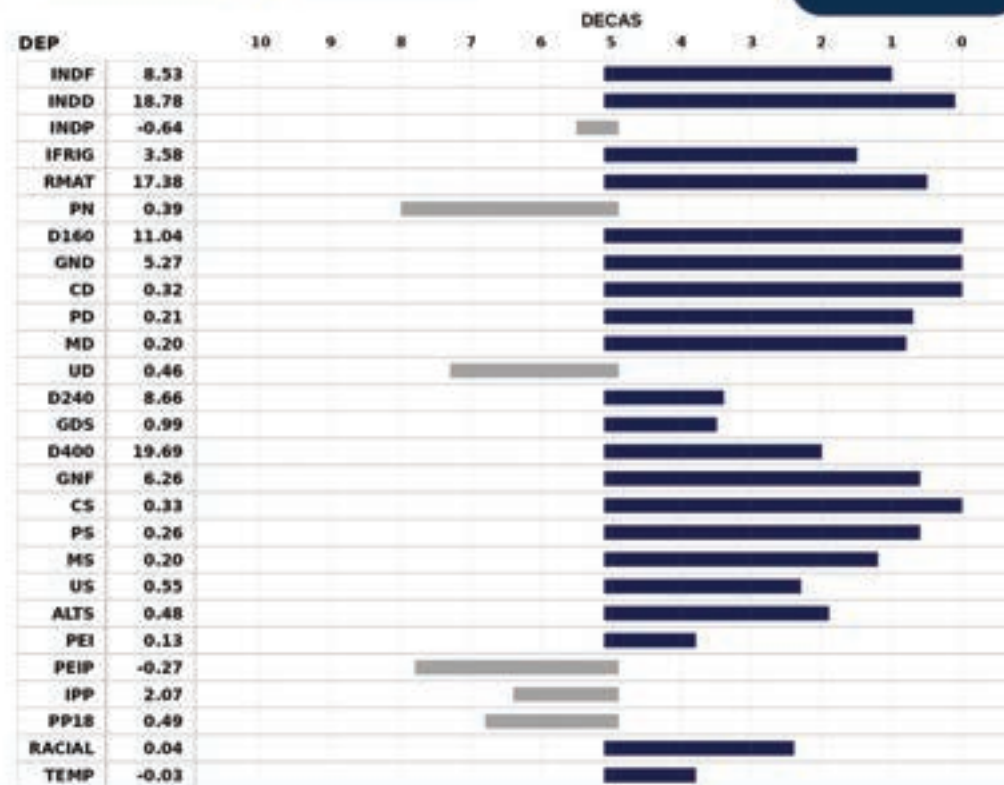 DECAS
DEP 10 9 8 7 6 5 4 3 2 1 0
INDF 8.53
INDD 18.78
INDP -0.64
IFRIG 3.58
RMAT 17.38
PN 0.39
D160 11.04
GND 5.27
CD 0.32
PD 0.21
MD 0.20
UD 0.46
D240 8.66
GDS 0.99
D400 19.69
GNF 6.26
CS 0.33
PS 0.26
MS 0.20
US 0.55
ALTS 0.48
PEI 0.13
PEIP -0.27
IPP 2.07
PP18 0.49
RACIAL 0.04
TEMP -0.03